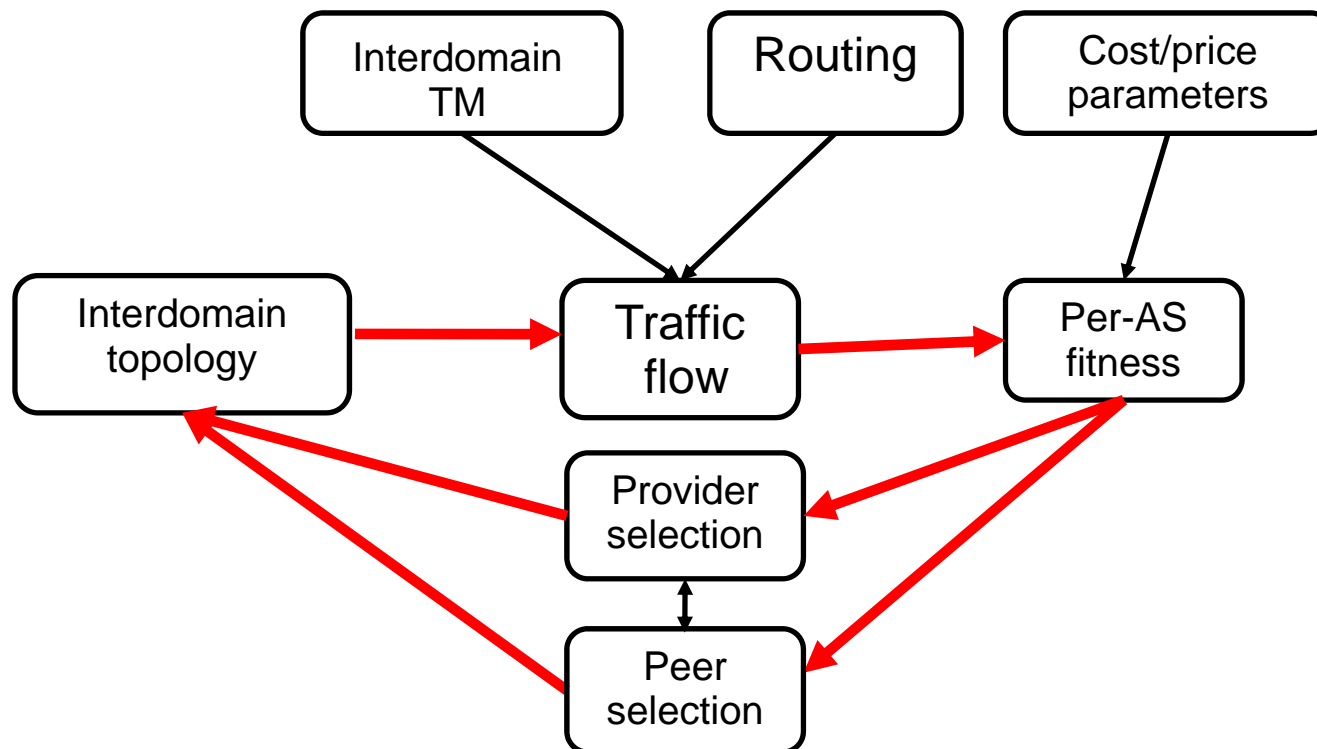 Interdomain
TM
Routing
Cost/price
parameters
Interdomain
topology
Traffic
flow
Per-AS
fitness
Provider
selection
Peer
selection